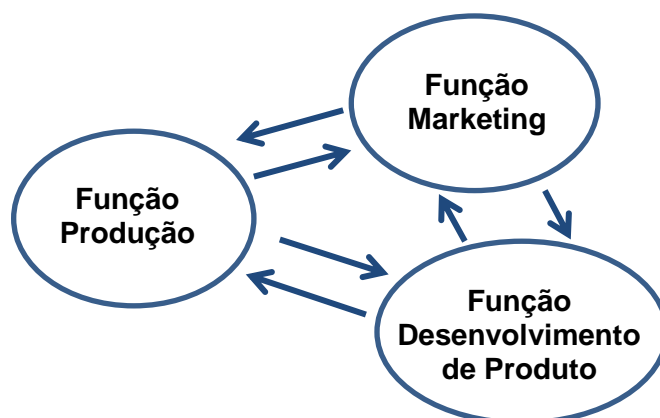 Função
Marketing
Função
Produção
Função
Desenvolvimento
de Produto